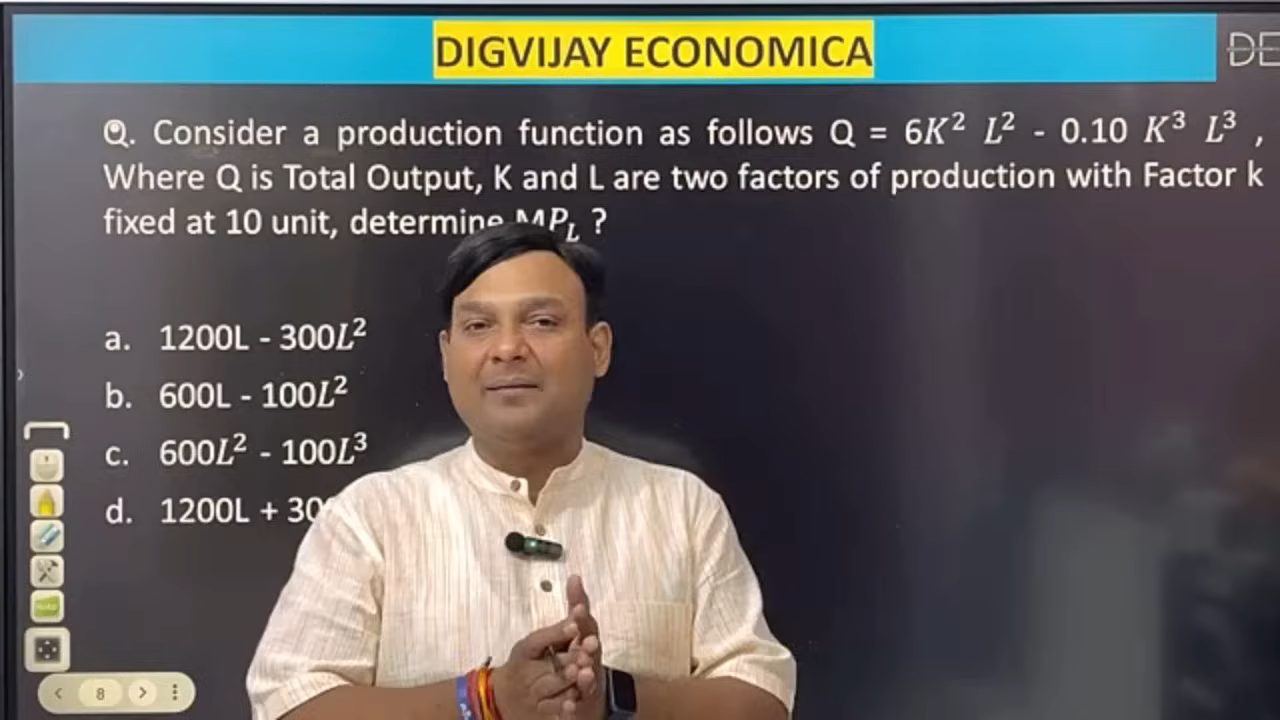 DIGVIJAY ECONOMICA
DE
Q. Consider a production function as follows Q = 6K² L² - 0.10 K³ L³ ,
Where Q is Total Output, K and L are two factors of production with Factor k
fixed at 10 unit, determine MP_L ?
a. 1200L - 300L²
b. 600L - 100L²
c. 600L² - 100L³
d. 1200L + 30
8